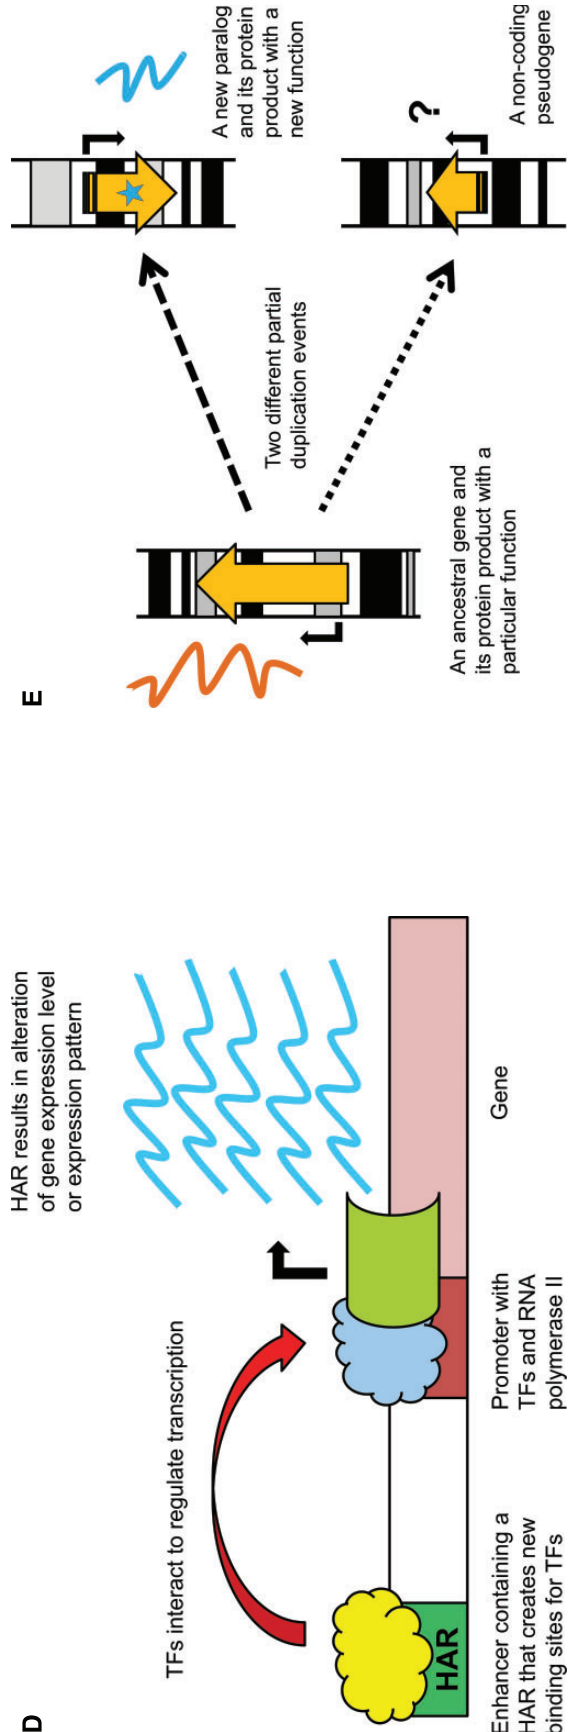 D
HAR results in alteration
of gene expression level
or expression pattern
TFs interact to regulate transcription
HAR
Enhancer containing a
HAR that creates new
binding sites for TFs
Promoter with
TFs and RNA
polymerase II
Gene
E
An ancestral gene and
its protein product with a
particular function
Two different partial
duplication events
A new paralog
and its protein
product with a
new function
?
A non-coding
pseudogene